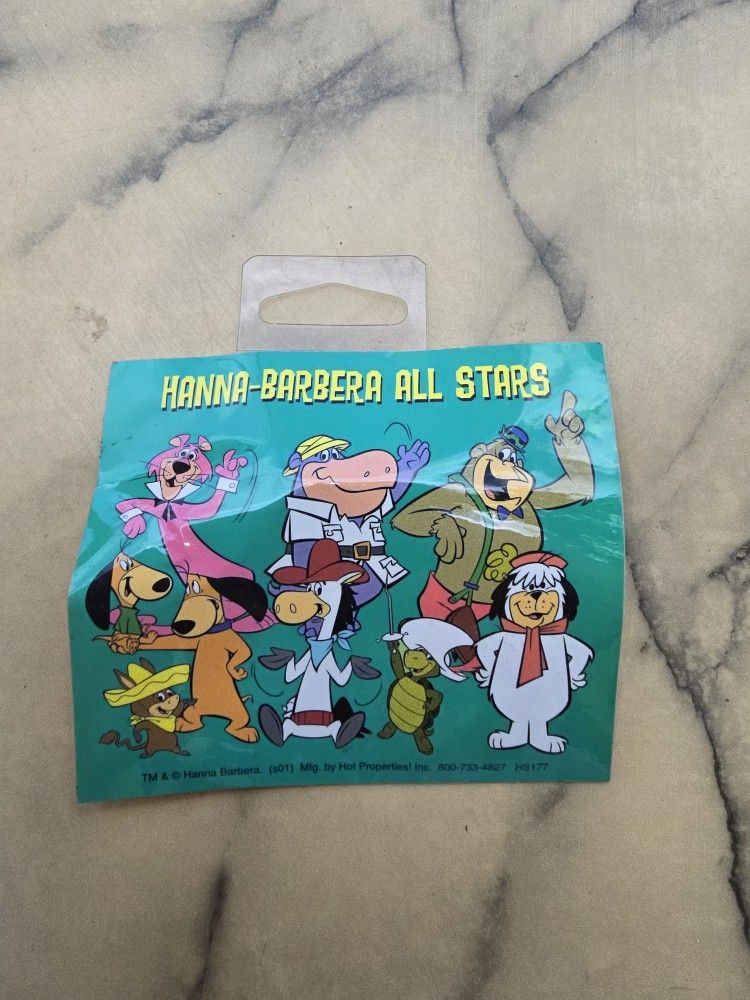 HANNA-BARBERA ALL STARS
TM & © Hanna Barbera. (s01) Mfg. by Hot Properties! Inc. 800-733-4827 HS177